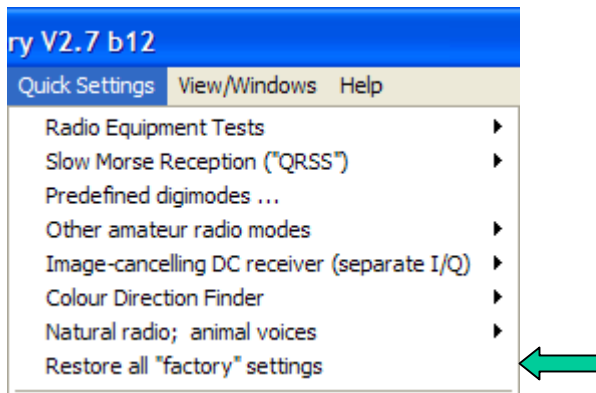 ry V2.7 b12
Quick Settings View/Windows Help
Radio Equipment Tests
Slow Morse Reception ("QRSS")
Predefined digimodes ...
Other amateur radio modes
Image-cancelling DC receiver (separate I/Q)
Colour Direction Finder
Natural radio; animal voices
Restore all "factory" settings